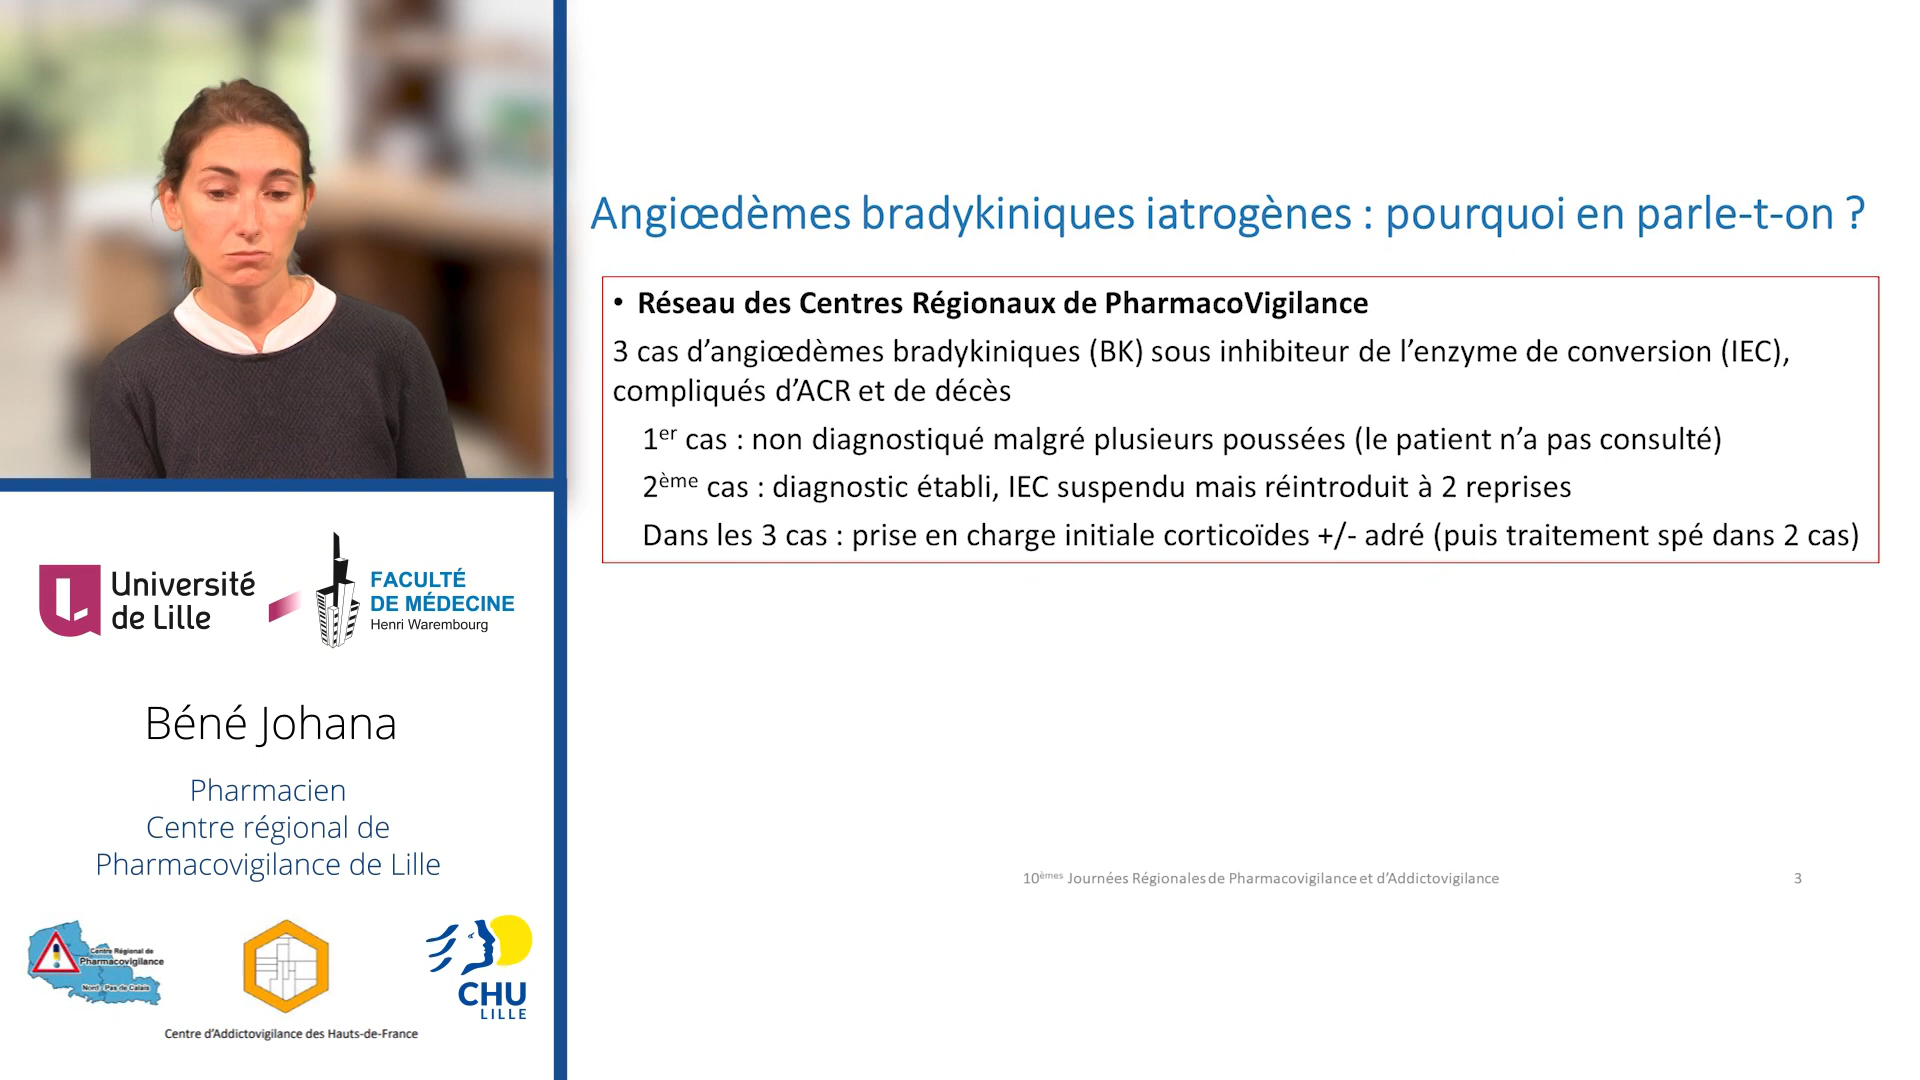 Angiœdèmes bradykiniques iatrogènes : pourquoi en parle-t-on ?
• Réseau des Centres Régionaux de PharmacoVigilance
3 cas d'angiœdèmes bradykiniques (BK) sous inhibiteur de l'enzyme de conversion (IEC),
compliqués d'ACR et de décès
1er cas : non diagnostiqué malgré plusieurs poussées (le patient n'a pas consulté)
2ème cas : diagnostic établi, IEC suspendu mais réintroduit à 2 reprises
Dans les 3 cas : prise en charge initiale corticoïdes +/- adré (puis traitement spé dans 2 cas)
10èmes Journées Régionales de Pharmacovigilance et d'Addictovigilance
3
Université
de Lille
FACULTÉ
DE MÉDECINE
Henri Warembourg
Béné Johana
Pharmacien
Centre régional de
Pharmacovigilance de Lille
Centre Régional de
Pharmacovigilance
Nord - Pas de Calais
CHU
LILLE
Centre d'Addictovigilance des Hauts-de-France